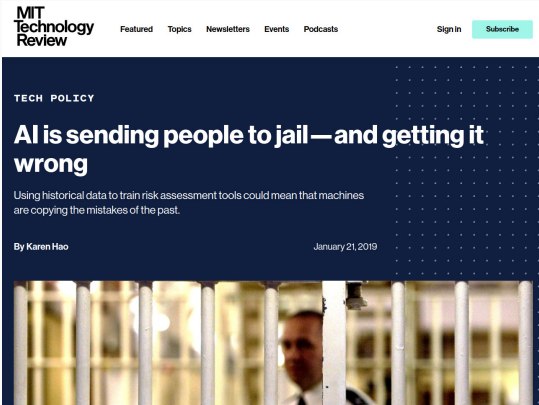 MIT
Technology
Review
Featured Topics Newsletters Events Podcasts
Sign in Subscribe
TECH POLICY
AI is sending people to jail—and getting it
wrong
Using historical data to train risk assessment tools could mean that machines
are copying the mistakes of the past.
By Karen Hao January 21, 2019